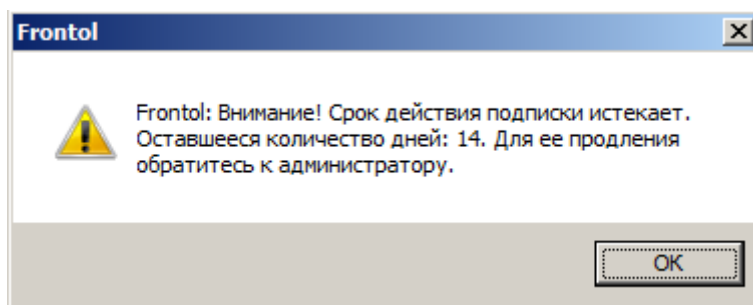 Frontol
Frontol: Внимание! Срок действия подписки истекает.
Оставшееся количество дней: 14. Для ее продления
обратитесь к администратору.
OK